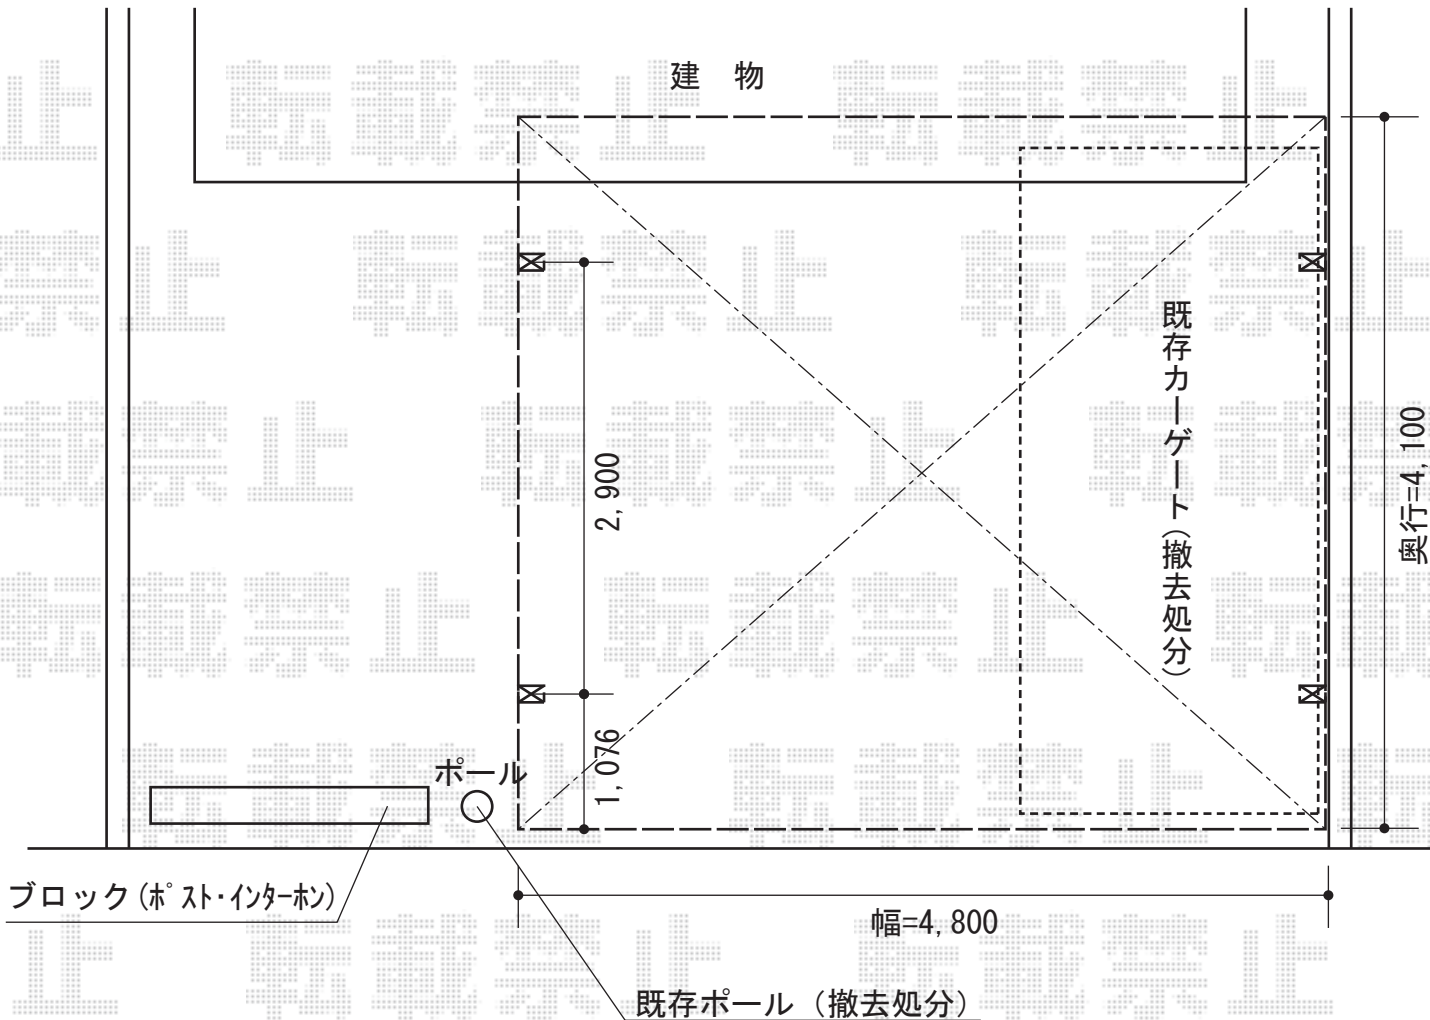 建 物
既存カーゲート(撤去処分)
2,900
奥行=4,100
1,076
ポール
ブロック(ポスト・インターホン)
幅=4,800
既存ポール(撤去処分)
転載禁止